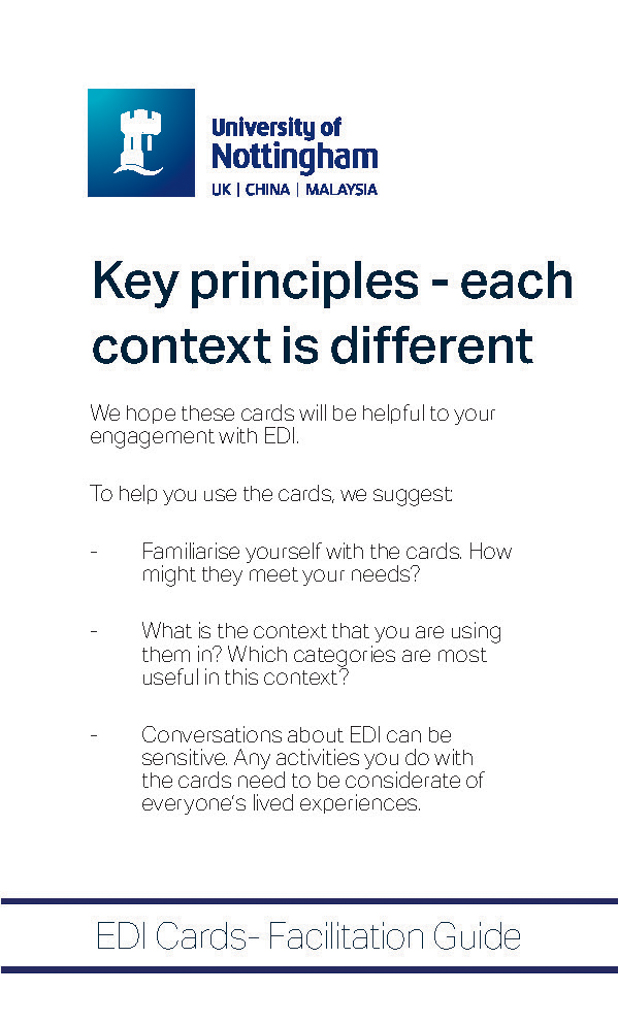 University of
Nottingham
UK | CHINA | MALAYSIA
Key principles - each
context is different
We hope these cards will be helpful to your
engagement with EDI.
To help you use the cards, we suggest:
- Familiarise yourself with the cards. How
might they meet your needs?
- What is the context that you are using
them in? Which categories are most
useful in this context?
- Conversations about EDI can be
sensitive. Any activities you do with
the cards need to be considerate of
everyone's lived experiences.
EDI Cards- Facilitation Guide